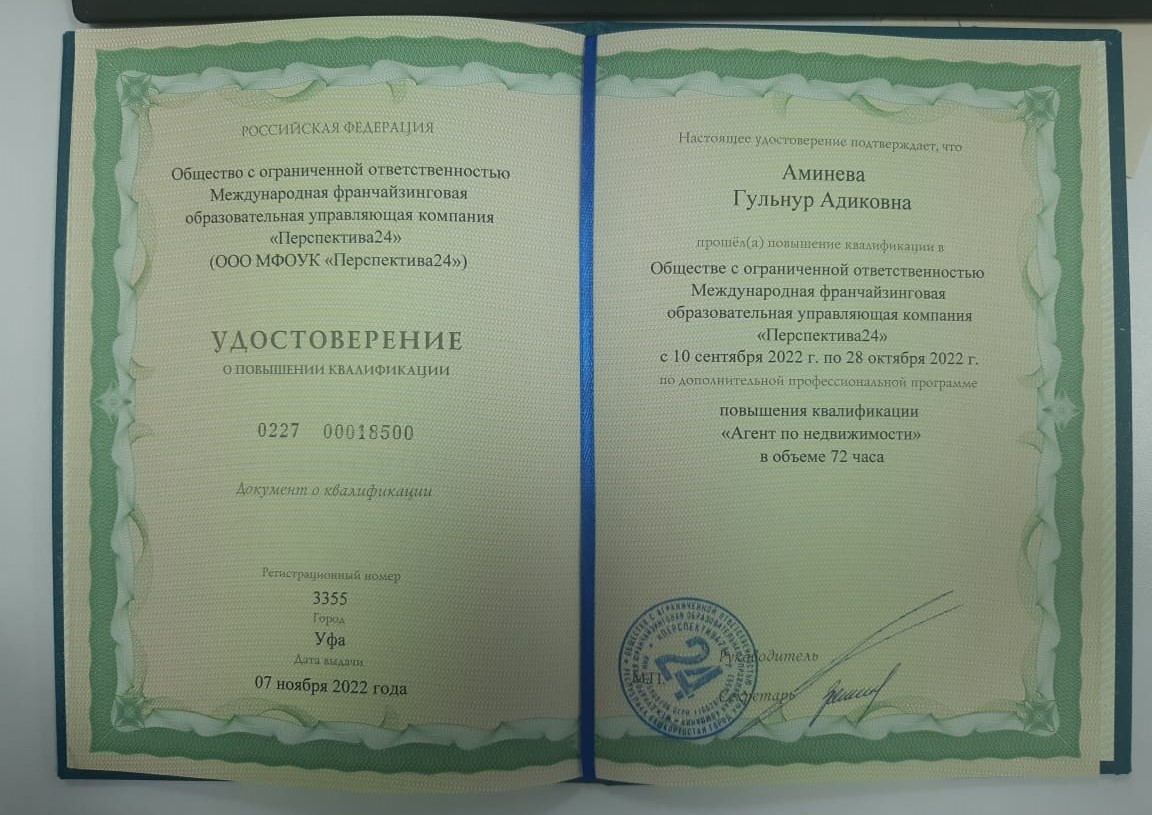 РОССИЙСКАЯ ФЕДЕРАЦИЯ
Общество с ограниченной ответственностью
Международная франчайзинговая
образовательная управляющая компания
«Перспектива24»
(ООО МФОУК «Перспектива24»)
УДОСТОВЕРЕНИЕ
О ПОВЫШЕНИИ КВАЛИФИКАЦИИ
0227 00018500
Документ о квалификации
Регистрационный номер
3355
Город
Уфа
Дата выдачи
07 ноября 2022 года
Настоящее удостоверение подтверждает, что
Аминева
Гульнур Адиковна
прошёл(а) повышение квалификации в
Обществе с ограниченной ответственностью
Международная франчайзинговая
образовательная управляющая компания
«Перспектива24»
с 10 сентября 2022 г. по 28 октября 2022 г.
по дополнительной профессиональной программе
повышения квалификации
«Агент по недвижимости»
в объеме 72 часа
Руководитель
М.П.
Секретарь
24